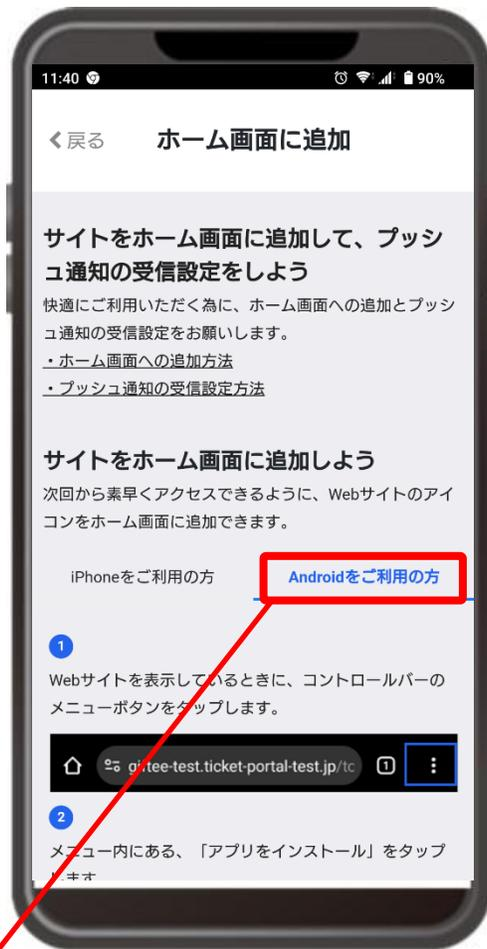 11:40 90%
戻る ホーム画面に追加
サイトをホーム画面に追加して、プッシ
ュ通知の受信設定をしよう
快適にご利用いただく為に、ホーム画面への追加とプッシ
ュ通知の受信設定をお願いします。
・ホーム画面への追加方法
・プッシュ通知の受信設定方法
サイトをホーム画面に追加しよう
次回から素早くアクセスできるように、Webサイトのアイ
コンをホーム画面に追加できます。
iPhoneをご利用の方 Androidをご利用の方
1
Webサイトを表示しているときに、コントロールバーの
メニューボタンをタップします。
giftee-test.ticket-portal-test.jp/tc 1
2
メニュー内にある、「アプリをインストール」をタップ
します